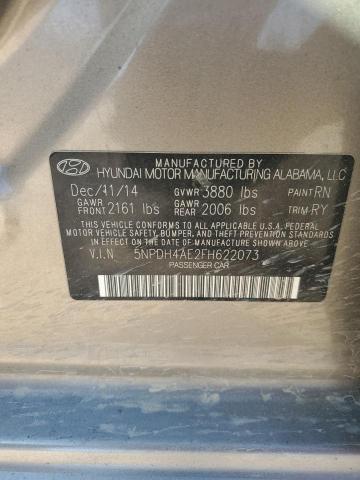 MANUFACTURED BY
HYUNDAI MOTOR MANUFACTURING ALABAMA, LLC
Dec/11/14 GVWR 3880 lbs PAINT RN
GAWR FRONT 2161 lbs GAWR REAR 2006 lbs TRIM RY
THIS VEHICLE CONFORMS TO ALL APPLICABLE U.S.A FEDERAL
MOTOR VEHICLE SAFETY, BUMPER, AND THEFT PREVENTION
STANDARDS IN EFFECT ON THE DATE OF MANUFACTURE
SHOWN ABOVE.
V.I.N 5NPDH4AE2FH622073
PASSENGER CAR